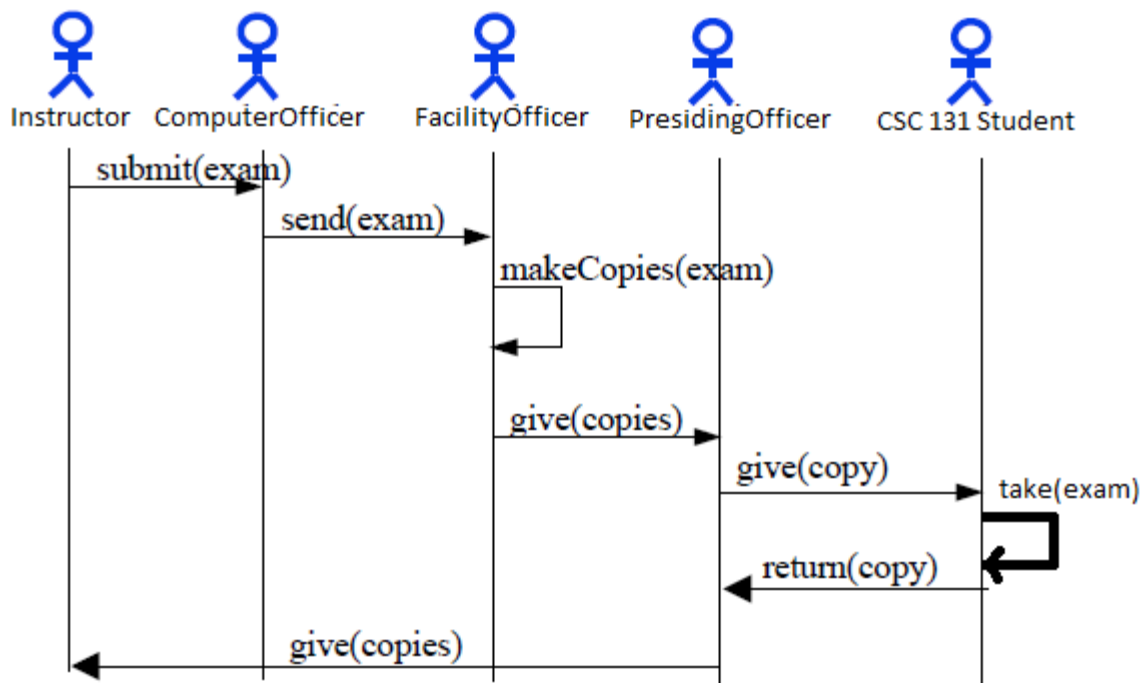 Instructor
ComputerOfficer
FacilityOfficer
PresidingOfficer
CSC 131 Student
submit(exam)
send(exam)
makeCopies(exam)
give(copies)
give(copy)
take(exam)
return(copy)
give(copies)